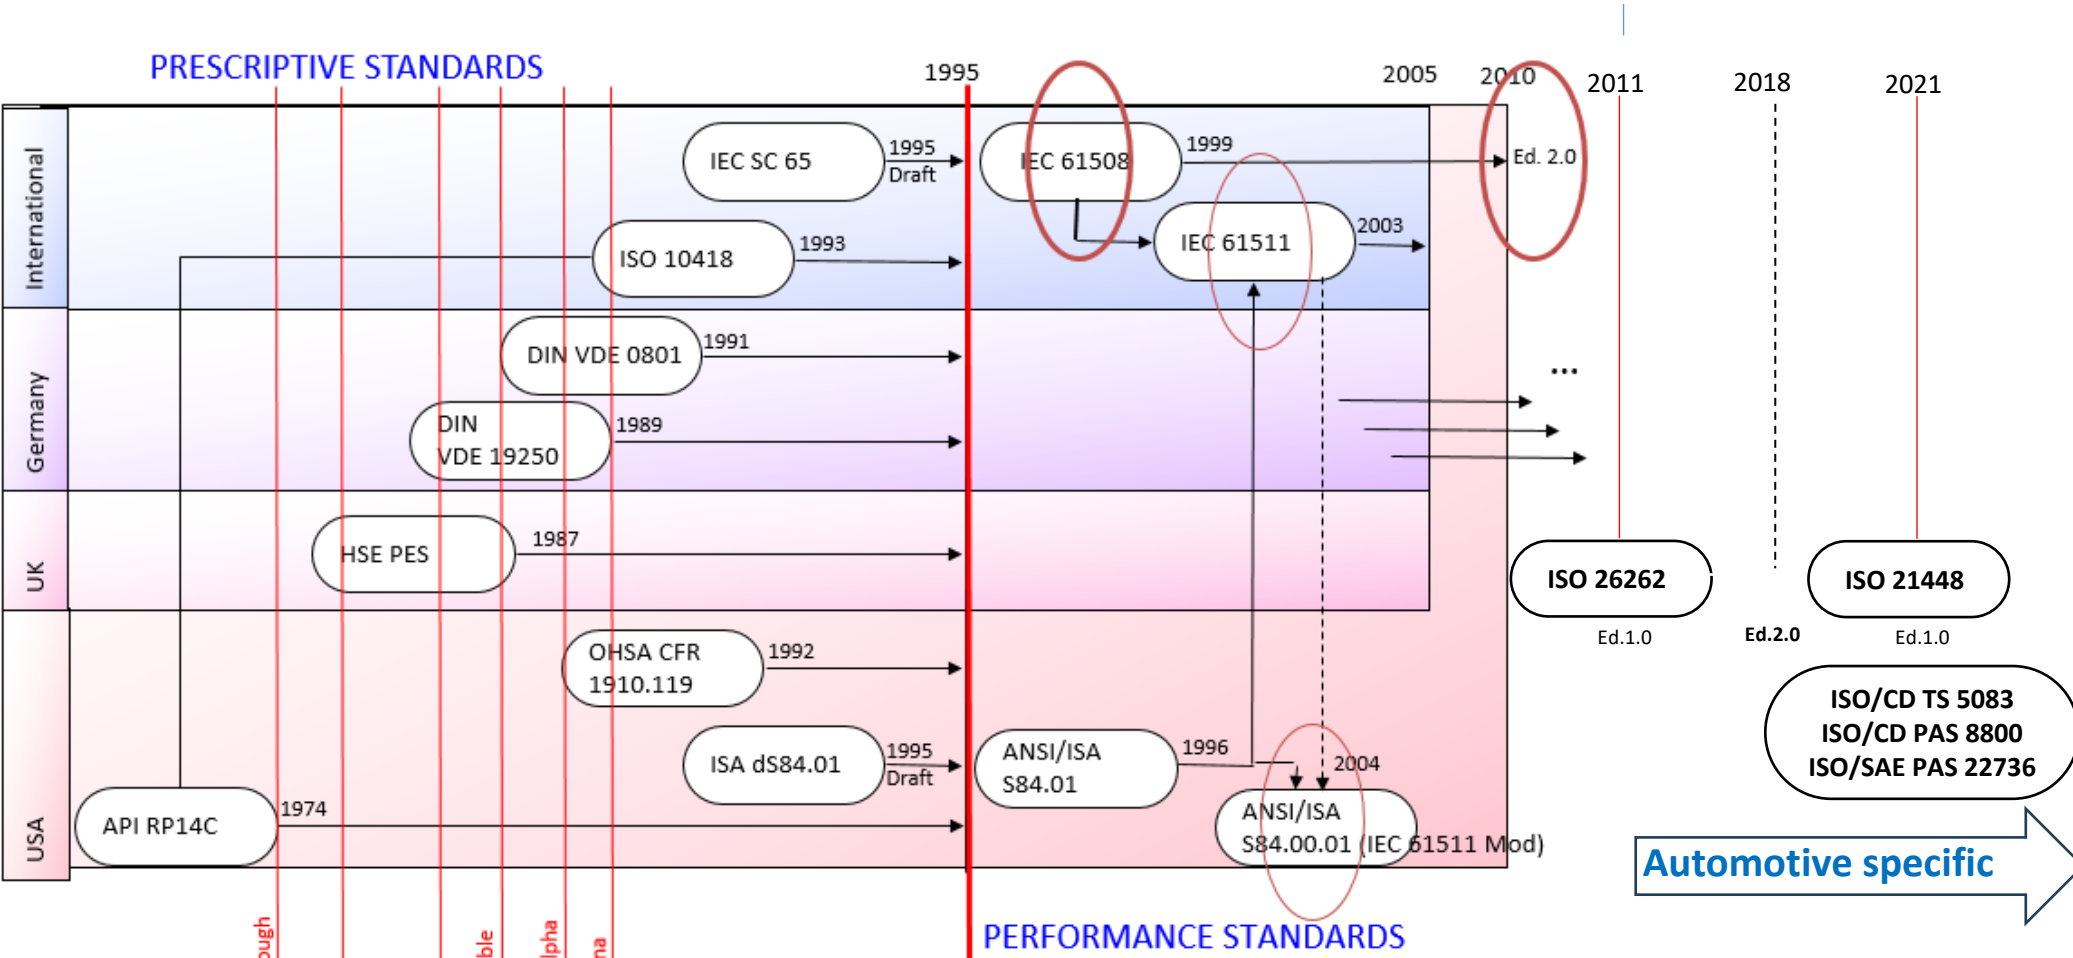 PRESCRIPTIVE STANDARDS
1995
2005
2010
2011
2018
2021
International
IEC SC 65
1995
Draft
IEC 61508
1999
Ed. 2.0
ISO 10418
1993
IEC 61511
2003
Germany
DIN VDE 0801
1991
DIN
VDE 19250
1989
...
UK
HSE PES
1987
ISO 26262
Ed.1.0
Ed.2.0
ISO 21448
Ed.1.0
USA
OHSA CFR
1910.119
1992
ISA dS84.01
1995
Draft
ANSI/ISA
S84.01
1996
2004
API RP14C
1974
ANSI/ISA
S84.00.01 (IEC 61511 Mod)
ISO/CD TS 5083
ISO/CD PAS 8800
ISO/SAE PAS 22736
Automotive specific
ough
ble
lpha
na
PERFORMANCE STANDARDS